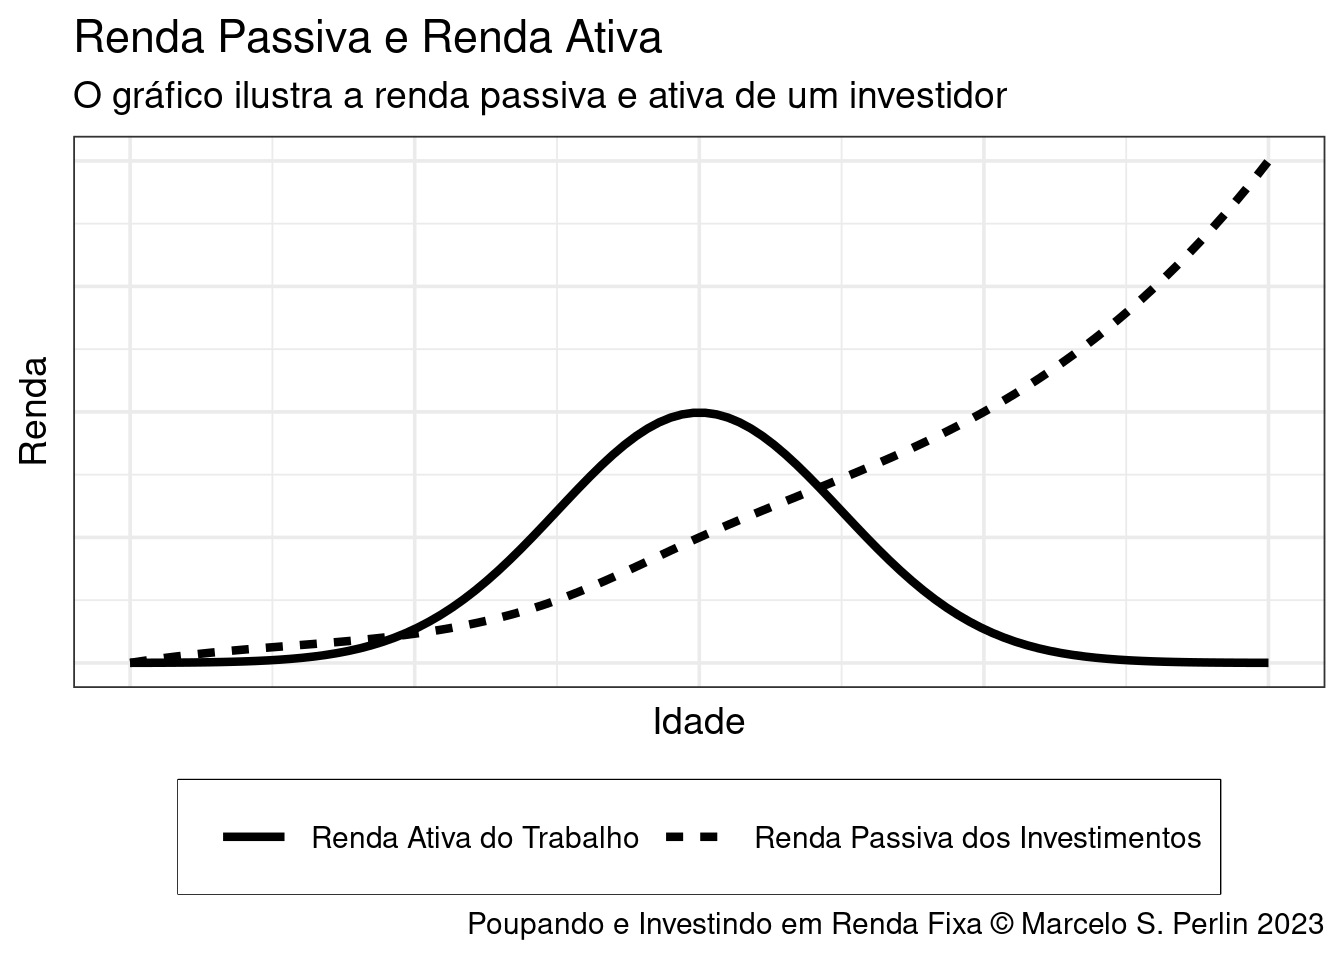 Renda Passiva e Renda Ativa
O gráfico ilustra a renda passiva e ativa de um investidor
Renda
Idade
Renda Ativa do Trabalho
Renda Passiva dos Investimentos
Poupando e Investindo em Renda Fixa © Marcelo S. Perlin 2023